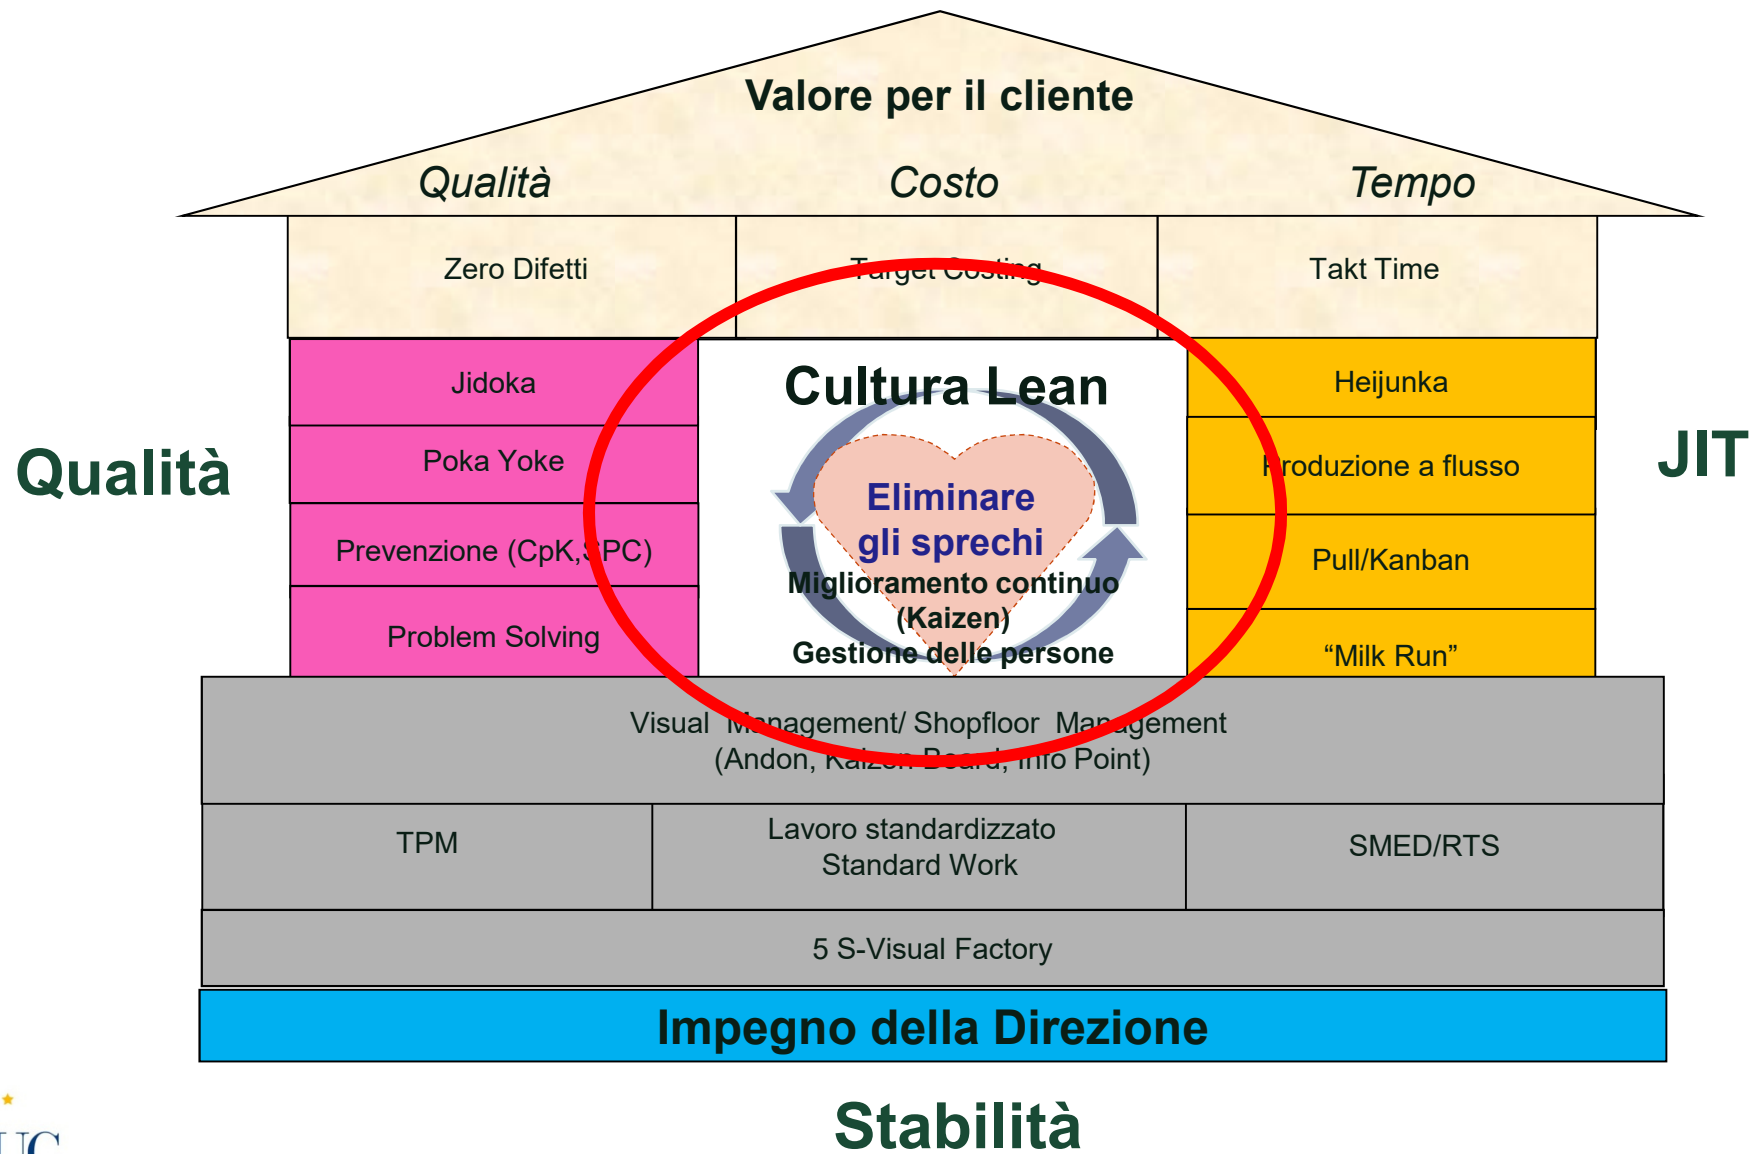 Valore per il cliente
Qualità Costo Tempo
Zero Difetti Target Costing Takt Time
Qualità
Jidoka
Poka Yoke
Prevenzione (CpK,SPC)
Problem Solving
Cultura Lean
Eliminare
gli sprechi
Miglioramento continuo
(Kaizen)
Gestione delle persone
Heijunka
Produzione a flusso
Pull/Kanban
“Milk Run”
JIT
Visual Management/ Shopfloor Management
(Andon, Kaizen Board, Info Point)
TPM
Lavoro standardizzato
Standard Work
SMED/RTS
5 S-Visual Factory
Impegno della Direzione
Stabilità